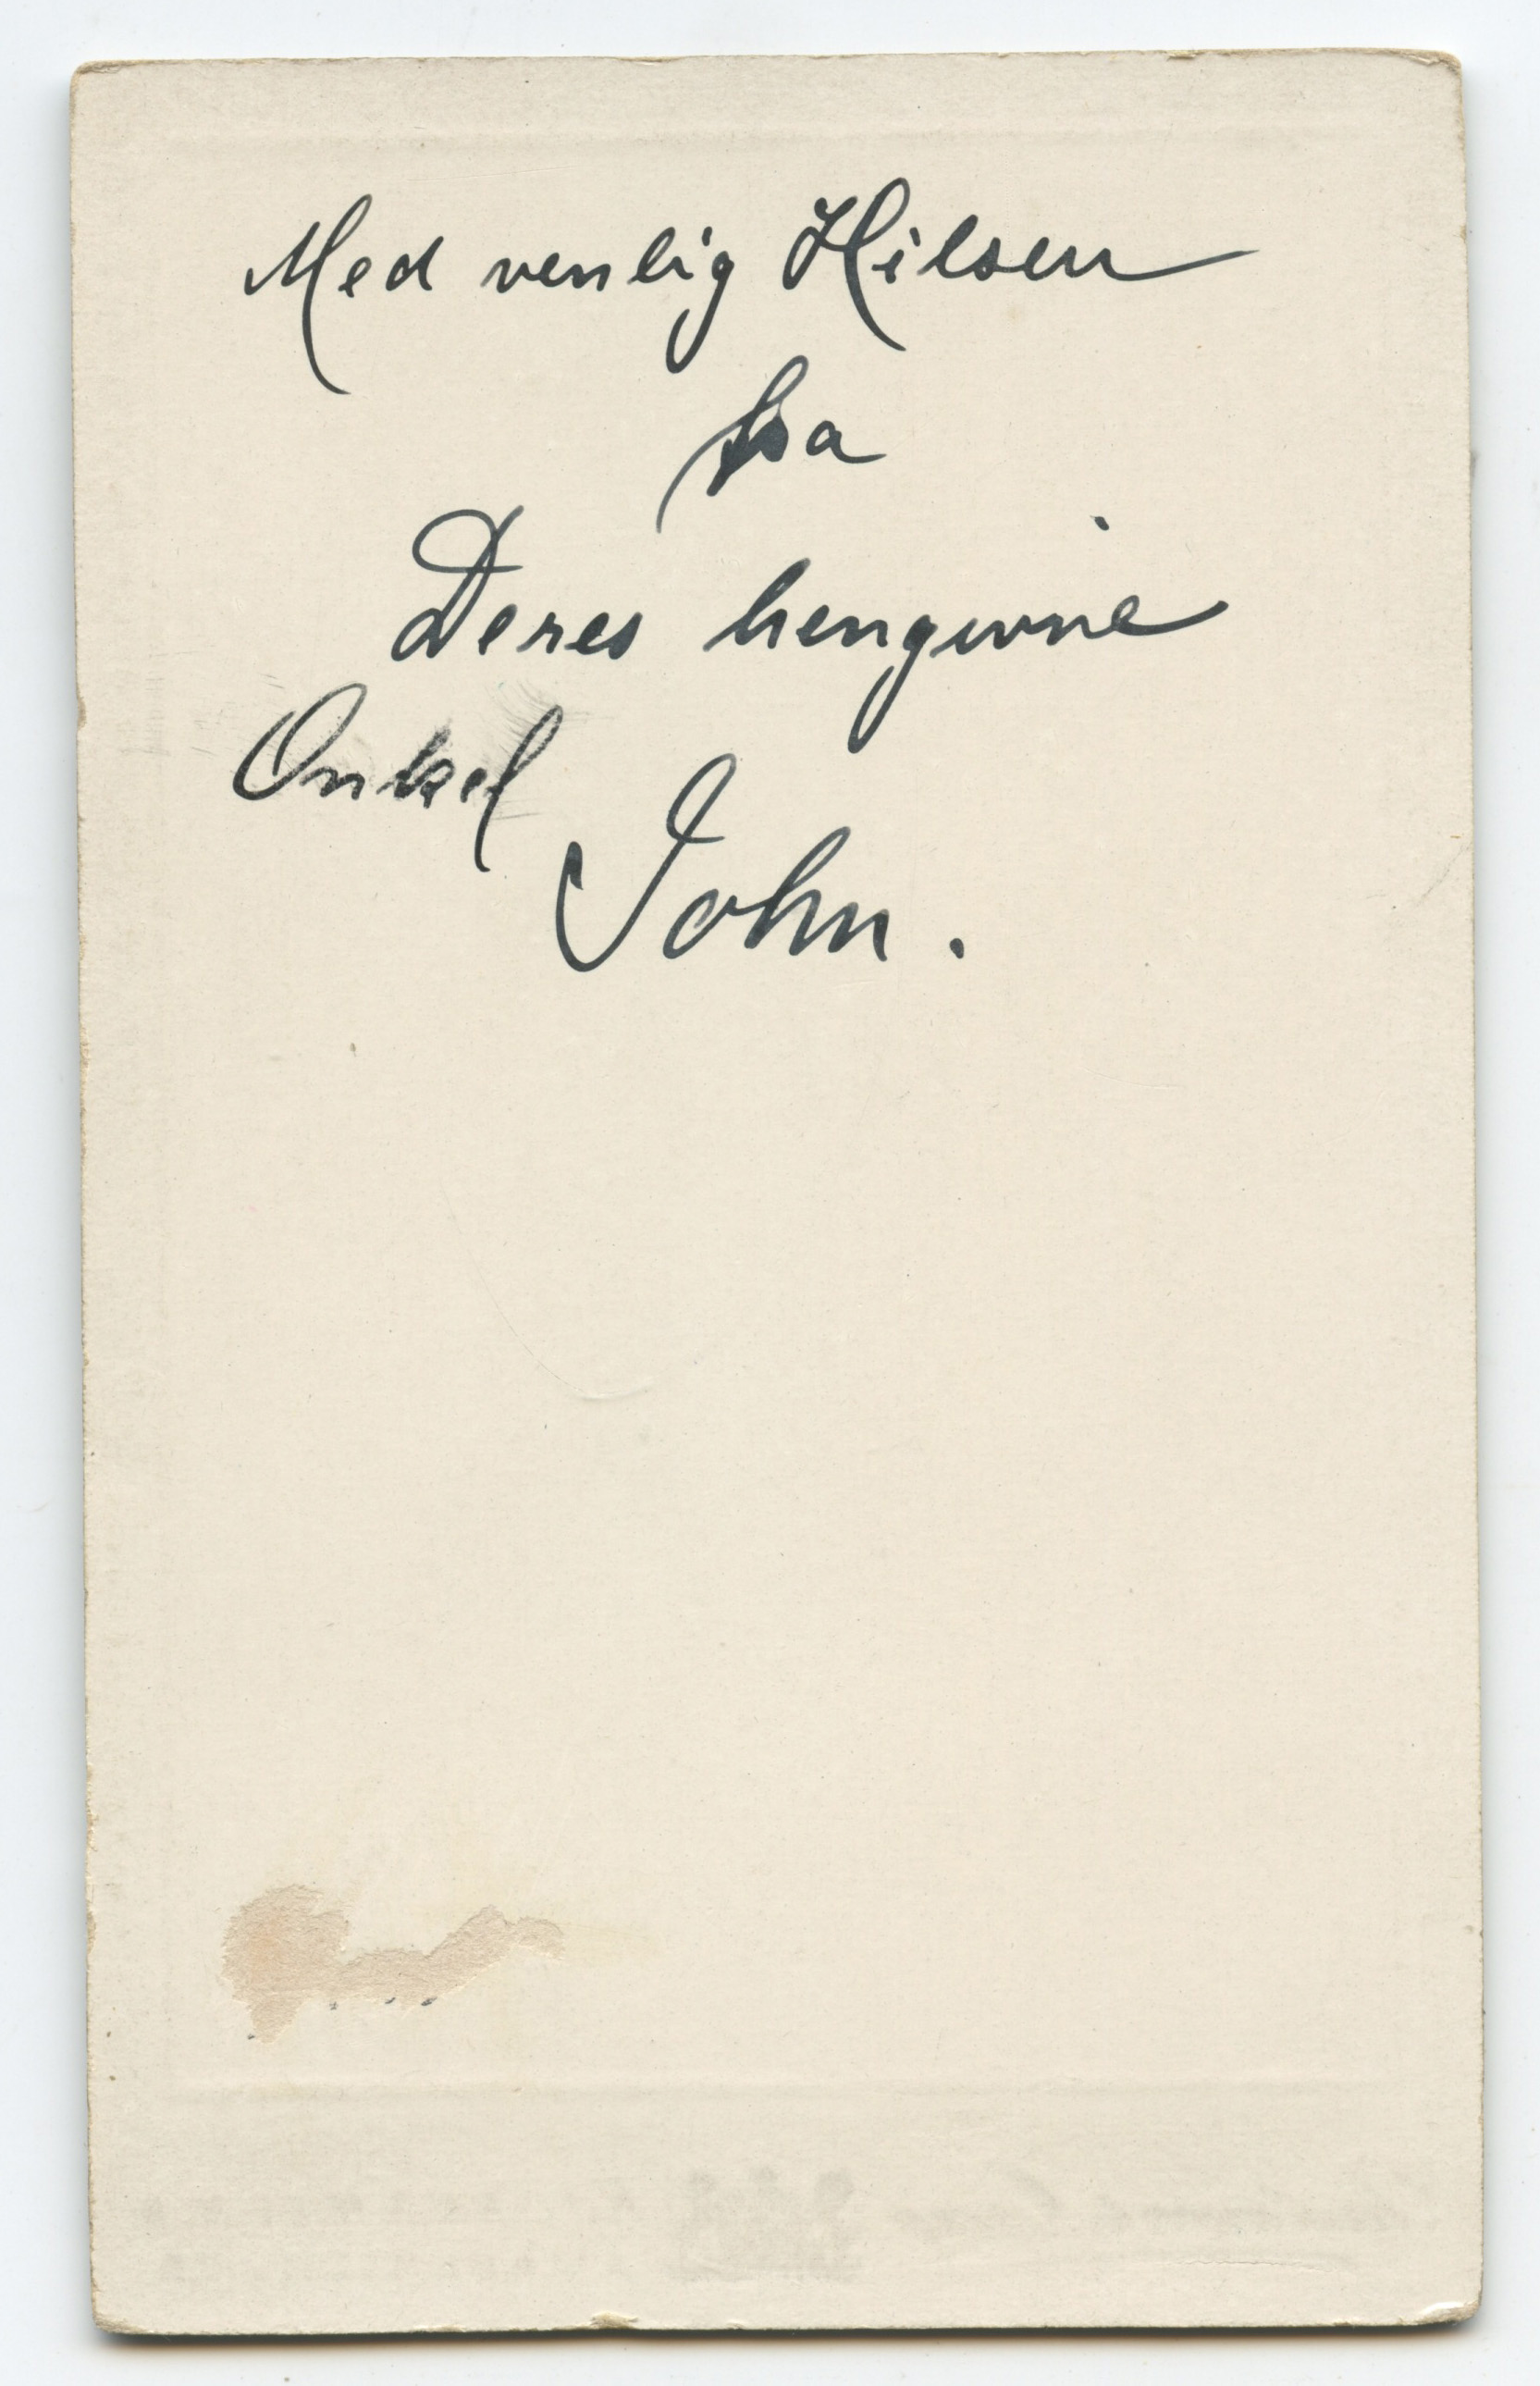 Med venlig Hilsen
fra
Deres hengivne
Onkel
John.